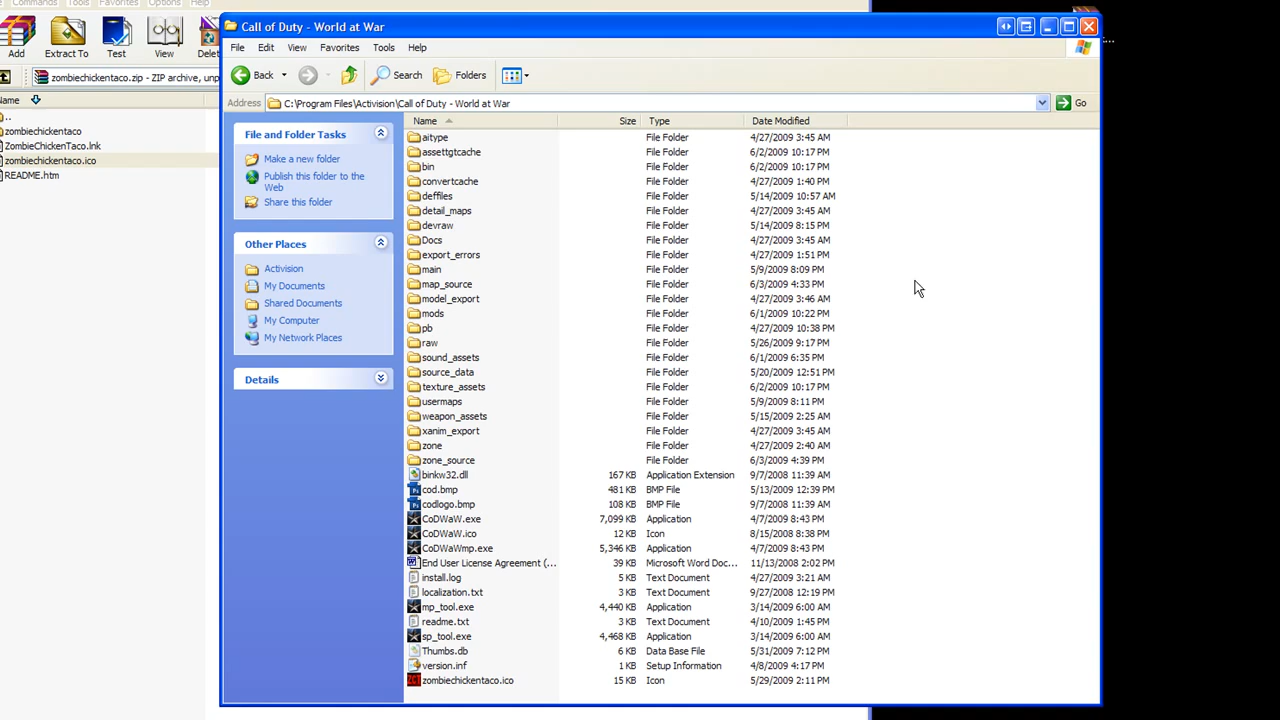 Commands Tools Favorites Options Help
Add Extract To Test View Delet
zombiechickentaco.zip - ZIP archive, unp
Name
..
zombiechickentaco
ZombieChickenTaco.lnk
zombiechickentaco.ico
README.htm
Call of Duty - World at War
File Edit View Favorites Tools Help
Back Search Folders
Address C:\Program Files\Activision\Call of Duty - World at War Go
File and Folder Tasks
Make a new folder
Publish this folder to the
Web
Share this folder
Other Places
Activision
My Documents
Shared Documents
My Computer
My Network Places
Details
Name Size Type Date Modified
aitype File Folder 4/27/2009 3:45 AM
assettgtcache File Folder 6/2/2009 10:17 PM
bin File Folder 6/2/2009 10:17 PM
convertcache File Folder 4/27/2009 1:40 PM
deffiles File Folder 5/14/2009 10:57 AM
detail_maps File Folder 4/27/2009 3:45 AM
devraw File Folder 5/14/2009 8:15 PM
Docs File Folder 4/27/2009 3:45 AM
export_errors File Folder 4/27/2009 1:51 PM
main File Folder 5/9/2009 8:09 PM
map_source File Folder 6/3/2009 4:33 PM
model_export File Folder 4/27/2009 3:46 AM
mods File Folder 6/1/2009 10:22 PM
pb File Folder 4/27/2009 10:38 PM
raw File Folder 5/26/2009 9:17 PM
sound_assets File Folder 6/1/2009 6:35 PM
source_data File Folder 5/20/2009 12:51 PM
texture_assets File Folder 6/2/2009 10:17 PM
usermaps File Folder 5/9/2009 8:11 PM
weapon_assets File Folder 5/15/2009 2:25 AM
xanim_export File Folder 4/27/2009 3:45 AM
zone File Folder 4/27/2009 2:40 AM
zone_source File Folder 6/3/2009 4:39 PM
binkw32.dll 167 KB Application Extension 9/7/2008 11:39 AM
cod.bmp 481 KB BMP File 5/13/2009 12:39 PM
codlogo.bmp 108 KB BMP File 9/7/2008 11:39 AM
CoDWaW.exe 7,099 KB Application 4/7/2009 8:43 PM
CoDWaW.ico 12 KB Icon 8/15/2008 8:38 PM
CoDWaWmp.exe 5,346 KB Application 4/7/2009 8:43 PM
End User License Agreement (... 39 KB Microsoft Word Doc... 11/13/2008 2:02 PM
install.log 5 KB Text Document 4/27/2009 3:21 AM
localization.txt 3 KB Text Document 9/27/2008 12:19 PM
mp_tool.exe 4,440 KB Application 3/14/2009 6:00 AM
readme.txt 3 KB Text Document 4/10/2009 1:45 PM
sp_tool.exe 4,468 KB Application 3/14/2009 6:00 AM
Thumbs.db 6 KB Data Base File 5/31/2009 7:12 PM
version.inf 1 KB Setup Information 4/8/2009 4:17 PM
zombiechickentaco.ico 15 KB Icon 5/29/2009 2:11 PM